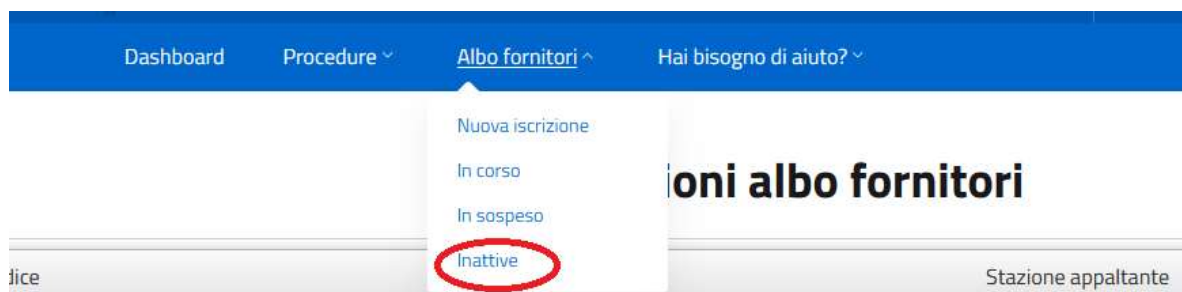 Dashboard Procedure Albo fornitori Hai bisogno di aiuto?
Nuova iscrizione
In corso
ioni albo fornitori
In sospeso
Inattive
dice Stazione appaltante